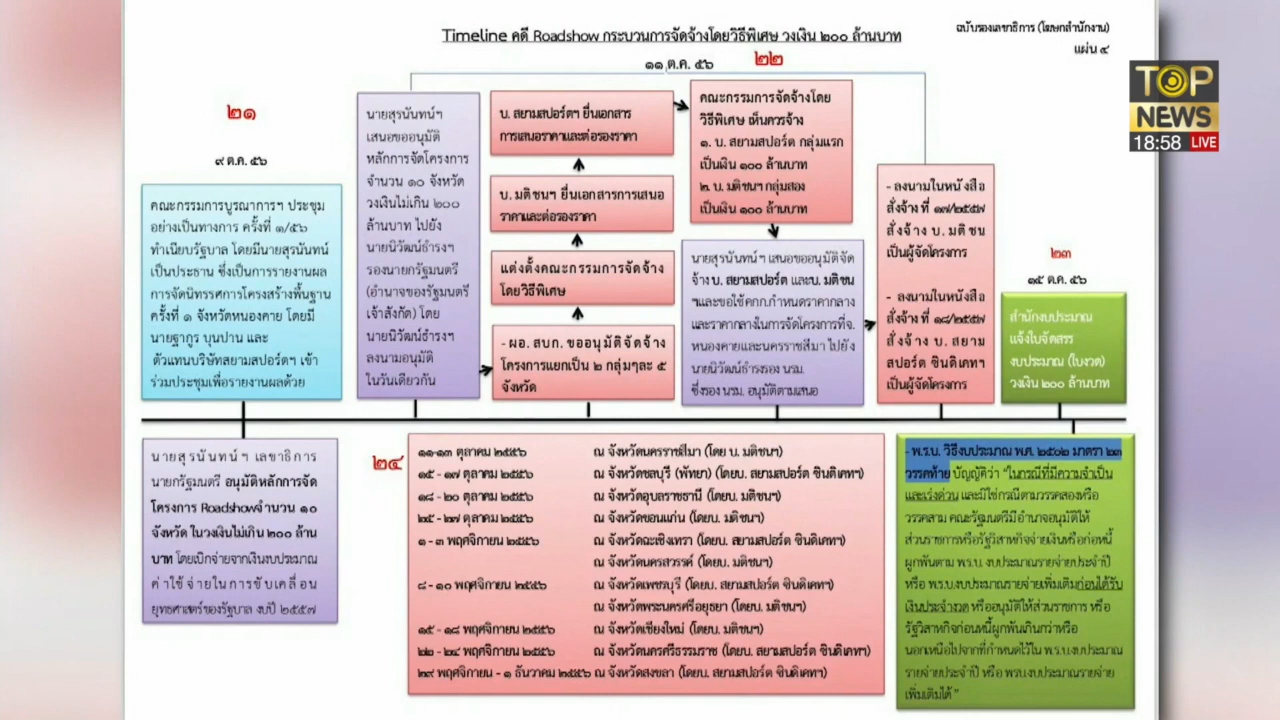 Timeline คดี Roadshow กระบวนการจัดจ้างโดยวิธีพิเศษ วงเงิน ๒๐๐ ล้านบาท
ฉบับรองเลขาธิการ (โฆษกสำนักงาน)
แผ่น ๔
TOP
NEWS
18:58 LIVE
๒๑
๙ ต.ค. ๕๖
คณะกรรมการบูรณาการฯ ประชุม
อย่างเป็นทางการ ครั้งที่ ๑/๕๖
ทำเนียบรัฐบาล โดยมีนายสุรนันทน์
เป็นประธาน ซึ่งเป็นการรายงานผล
การจัดนิทรรศการโครงสร้างพื้นฐาน
ครั้งที่ ๑ จังหวัดหนองคาย โดยมี
นายฐากูร บุนปาน และ
ตัวแทนบริษัทสยามสปอร์ตฯ เข้า
ร่วมประชุมเพื่อรายงานผลด้วย
นายสุรนันทน์ฯ เลขาธิการ
นายกรัฐมนตรี อนุมัติหลักการจัด
โครงการ Roadshowจำนวน ๑๐
จังหวัด ในวงเงินไม่เกิน ๒๐๐ ล้าน
บาท โดยเบิกจ่ายจากเงินงบประมาณ
ค่าใช้จ่ายในการขับเคลื่อน
ยุทธศาสตร์ของรัฐบาล งบปี ๒๕๕๗
๑๑ ต.ค. ๕๖
๒๒
นายสุรนันทน์ฯ
เสนอขออนุมัติ
หลักการจัดโครงการ
จำนวน ๑๐ จังหวัด
วงเงินไม่เกิน ๒๐๐
ล้านบาท ไปยัง
นายนิวัฒน์ธำรงฯ
รองนายกรัฐมนตรี
(อำนาจของรัฐมนตรี
เจ้าสังกัด) โดย
นายนิวัฒน์ธำรงฯ
ลงนามอนุมัติ
ในวันเดียวกัน
- ผอ. สบก. ขออนุมัติจัดจ้าง
โครงการแยกเป็น ๒ กลุ่มๆละ ๕
จังหวัด
แต่งตั้งคณะกรรมการจัดจ้าง
โดยวิธีพิเศษ
บ. มติชนฯ ยื่นเอกสารการเสนอ
ราคาและต่อรองราคา
บ. สยามสปอร์ตฯ ยื่นเอกสาร
การเสนอราคาและต่อรองราคา
คณะกรรมการจัดจ้างโดย
วิธีพิเศษ เห็นควรจ้าง
๑. บ. สยามสปอร์ต กลุ่มแรก
เป็นเงิน ๑๐๐ ล้านบาท
๒. บ. มติชนฯ กลุ่มสอง
เป็นเงิน ๑๐๐ ล้านบาท
นายสุรนันทน์ฯ เสนอขออนุมัติจัด
จ้างบ. สยามสปอร์ต และบ. มติชน
ฯและขอใช้คกก.กำหนดราคากลาง
และราคากลางในการจัดโครงการที่จ.
หนองคายและนครราชสีมา ไปยัง
นายนิวัฒน์ธำรงรอง นรม.
ซึ่งรอง นรม. อนุมัติตามเสนอ
- ลงนามในหนังสือ
สั่งจ้าง ที่ ๑๗/๒๕๕๗
สั่งจ้าง บ. มติชน
เป็นผู้จัดโครงการ
- ลงนามในหนังสือ
สั่งจ้าง ที่ ๑๘/๒๕๕๗
สั่งจ้าง บ. สยาม
สปอร์ต ซินดิเคทฯ
เป็นผู้จัดโครงการ
๒๓
๑๕ ต.ค. ๕๖
สำนักงบประมาณ
แจ้งใบจัดสรร
งบประมาณ (ใบงวด)
วงเงิน ๒๐๐ ล้านบาท
๒๔
๑๑-๑๓ ตุลาคม ๒๕๕๖ ณ จังหวัดนครราชสีมา (โดย บ. มติชนฯ)
๑๕ - ๑๗ ตุลาคม ๒๕๕๖ ณ จังหวัดชลบุรี (พัทยา) (โดยบ. สยามสปอร์ต ซินดิเคทฯ)
๑๘ - ๒๐ ตุลาคม ๒๕๕๖ ณ จังหวัดอุบลราชธานี (โดยบ. มติชนฯ)
๒๕ - ๒๗ ตุลาคม ๒๕๕๖ ณ จังหวัดขอนแก่น (โดยบ. มติชนฯ)
๑ - ๓ พฤศจิกายน ๒๕๕๖ ณ จังหวัดฉะเชิงเทรา (โดยบ. สยามสปอร์ต ซินดิเคทฯ)
ณ จังหวัดนครสวรรค์ (โดยบ. มติชนฯ)
๘ - ๑๐ พฤศจิกายน ๒๕๕๖ ณ จังหวัดเพชรบุรี (โดยบ. สยามสปอร์ต ซินดิเคทฯ)
ณ จังหวัดพระนครศรีอยุธยา (โดยบ. มติชนฯ)
๑๕ - ๑๘ พฤศจิกายน ๒๕๕๖ ณ จังหวัดเชียงใหม่ (โดยบ. มติชนฯ)
๒๒ - ๒๔ พฤศจิกายน ๒๕๕๖ ณ จังหวัดนครศรีธรรมราช (โดยบ. สยามสปอร์ต ซินดิเคทฯ)
๒๙ พฤศจิกายน - ๑ ธันวาคม ๒๕๕๖ ณ จังหวัดสงขลา (โดยบ. สยามสปอร์ต ซินดิเคทฯ)
- พ.ร.บ. วิธีงบประมาณ พ.ศ. ๒๕๐๒ มาตรา ๒๓
วรรคท้าย บัญญัติว่า "ในกรณีที่มีความจำเป็น
และเร่งด่วน และมิใช่กรณีตามวรรคสองหรือ
วรรคสาม คณะรัฐมนตรีมีอำนาจอนุมัติให้
ส่วนราชการหรือรัฐวิสาหกิจจ่ายเงินหรือก่อหนี้
ผูกพันตาม พ.ร.บ. งบประมาณรายจ่ายประจำปี
หรือ พ.ร.บ.งบประมาณรายจ่ายเพิ่มเติมก่อนได้รับ
เงินประจำงวด หรืออนุมัติให้ส่วนราชการ หรือ
รัฐวิสาหกิจก่อหนี้ผูกพันเกินกว่าหรือ
นอกเหนือไปจากที่กำหนดไว้ใน พ.ร.บ.งบประมาณ
รายจ่ายประจำปี หรือ พรบ.งบประมาณรายจ่าย
เพิ่มเติมได้ "